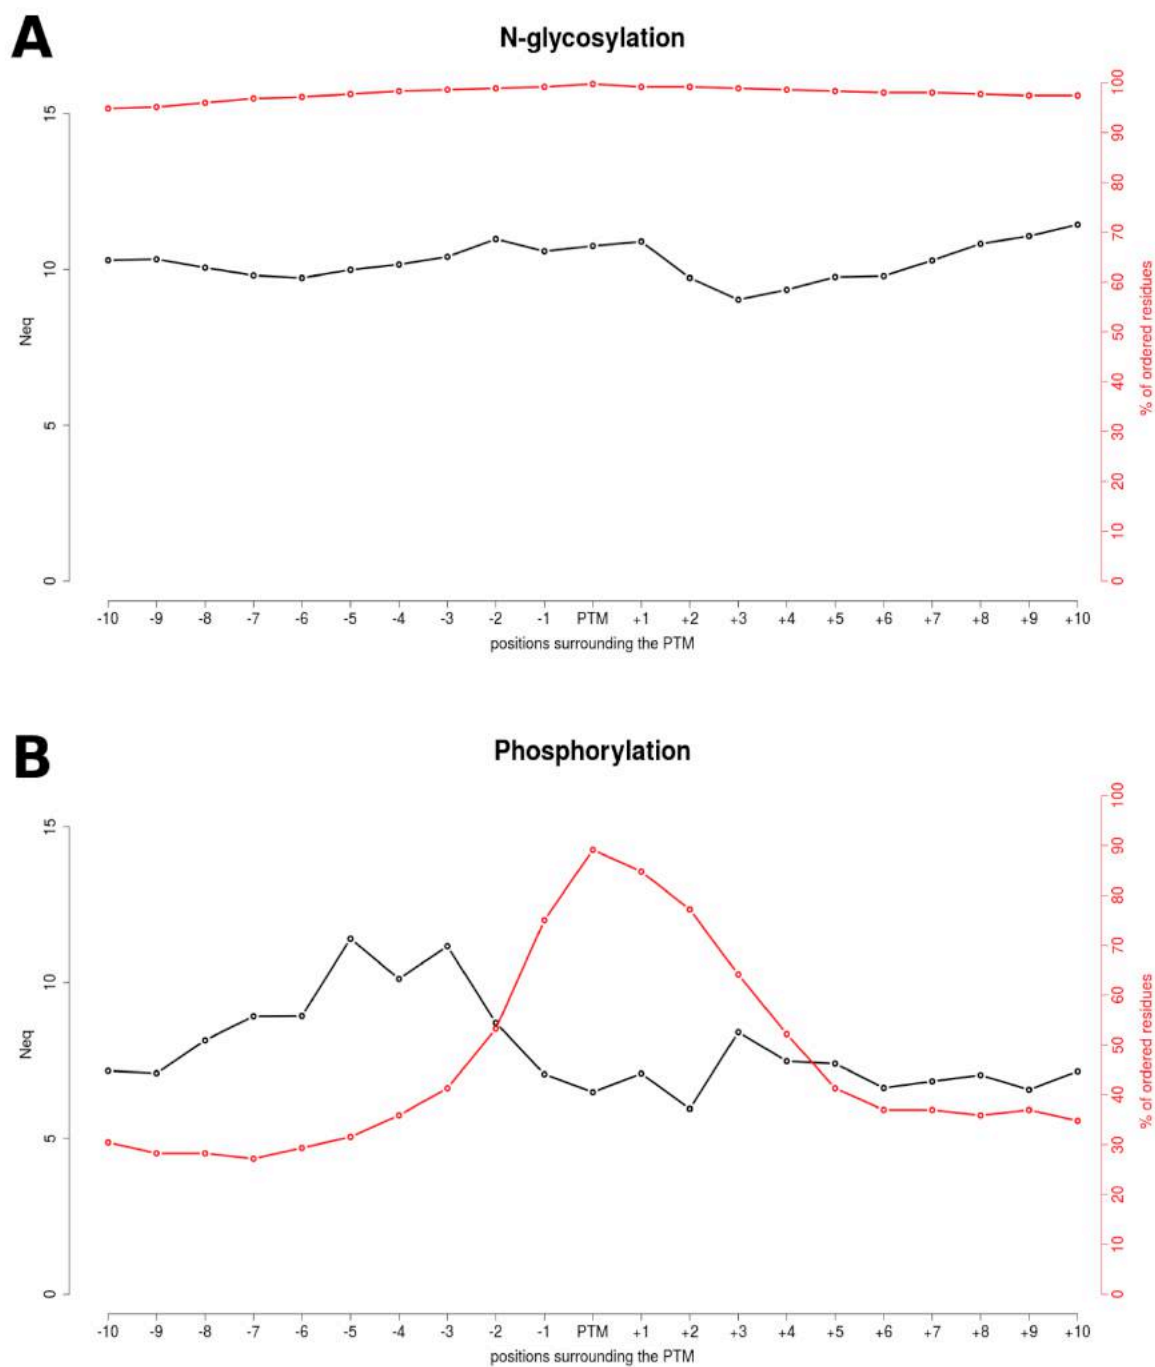 A
N-glycosylation
15
10
5
0
Neq
100
90
80
70
60
50
40
30
20
10
0
% of ordered residues
-10 -9 -8 -7 -6 -5 -4 -3 -2 -1 PTM +1 +2 +3 +4 +5 +6 +7 +8 +9 +10
positions surrounding the PTM
B
Phosphorylation
15
10
5
0
Neq
100
90
80
70
60
50
40
30
20
10
0
% of ordered residues
-10 -9 -8 -7 -6 -5 -4 -3 -2 -1 PTM +1 +2 +3 +4 +5 +6 +7 +8 +9 +10
positions surrounding the PTM